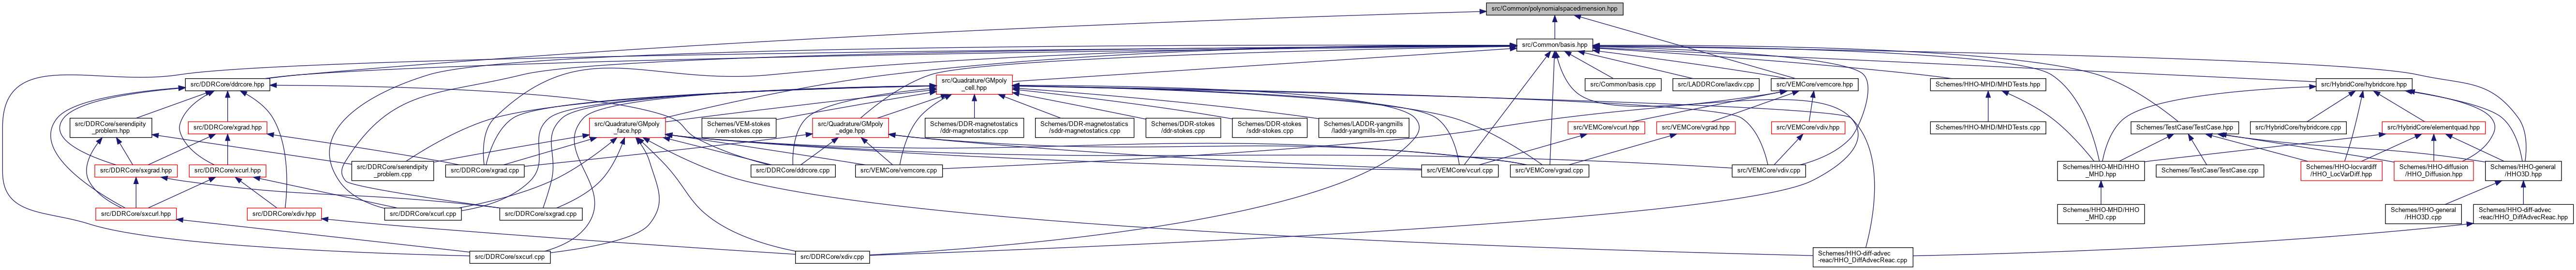 src/Common/polynomialspacedimension.hpp
src/Common/basis.hpp
src/DDRCore/ddrcore.hpp
src/Quadrature/GMpoly
_cell.hpp
src/Common/basis.cpp
src/LADDRCore/laxdiv.cpp
src/VEMCore/vemcore.hpp
Schemes/HHO-MHD/MHDTests.hpp
src/HybridCore/hybridcore.hpp
src/DDRCore/serendipity
_problem.hpp
src/DDRCore/xgrad.hpp
src/Quadrature/GMpoly
_face.hpp
Schemes/VEM-stokes
/vem-stokes.cpp
src/Quadrature/GMpoly
_edge.hpp
Schemes/DDR-magnetostatics
/ddr-magnetostatics.cpp
Schemes/DDR-magnetostatics
/sddr-magnetostatics.cpp
Schemes/DDR-stokes
/ddr-stokes.cpp
Schemes/DDR-stokes
/sddr-stokes.cpp
Schemes/LADDR-yangmills
/laddr-yangmills-lm.cpp
src/VEMCore/vcurl.hpp
src/VEMCore/vgrad.hpp
src/VEMCore/vdiv.hpp
Schemes/HHO-MHD/MHDTests.cpp
Schemes/TestCase/TestCase.hpp
src/HybridCore/hybridcore.cpp
src/HybridCore/elementquad.hpp
src/DDRCore/sxgrad.hpp
src/DDRCore/xcurl.hpp
src/DDRCore/serendipity
_problem.cpp
src/DDRCore/xgrad.cpp
src/DDRCore/ddrcore.cpp
src/VEMCore/vemcore.cpp
src/VEMCore/vcurl.cpp
src/VEMCore/vgrad.cpp
src/VEMCore/vdiv.cpp
Schemes/HHO-MHD/HHO
_MHD.hpp
Schemes/TestCase/TestCase.cpp
Schemes/HHO-locvardiff
/HHO_LocVarDiff.hpp
Schemes/HHO-diffusion
/HHO_Diffusion.hpp
Schemes/HHO-general
/HHO3D.hpp
src/DDRCore/sxcurl.hpp
src/DDRCore/xdiv.hpp
src/DDRCore/xcurl.cpp
src/DDRCore/sxgrad.cpp
Schemes/HHO-MHD/HHO
_MHD.cpp
Schemes/HHO-general
/HHO3D.cpp
Schemes/HHO-diff-advec
-reac/HHO_DiffAdvecReac.hpp
src/DDRCore/sxcurl.cpp
src/DDRCore/xdiv.cpp
Schemes/HHO-diff-advec
-reac/HHO_DiffAdvecReac.cpp